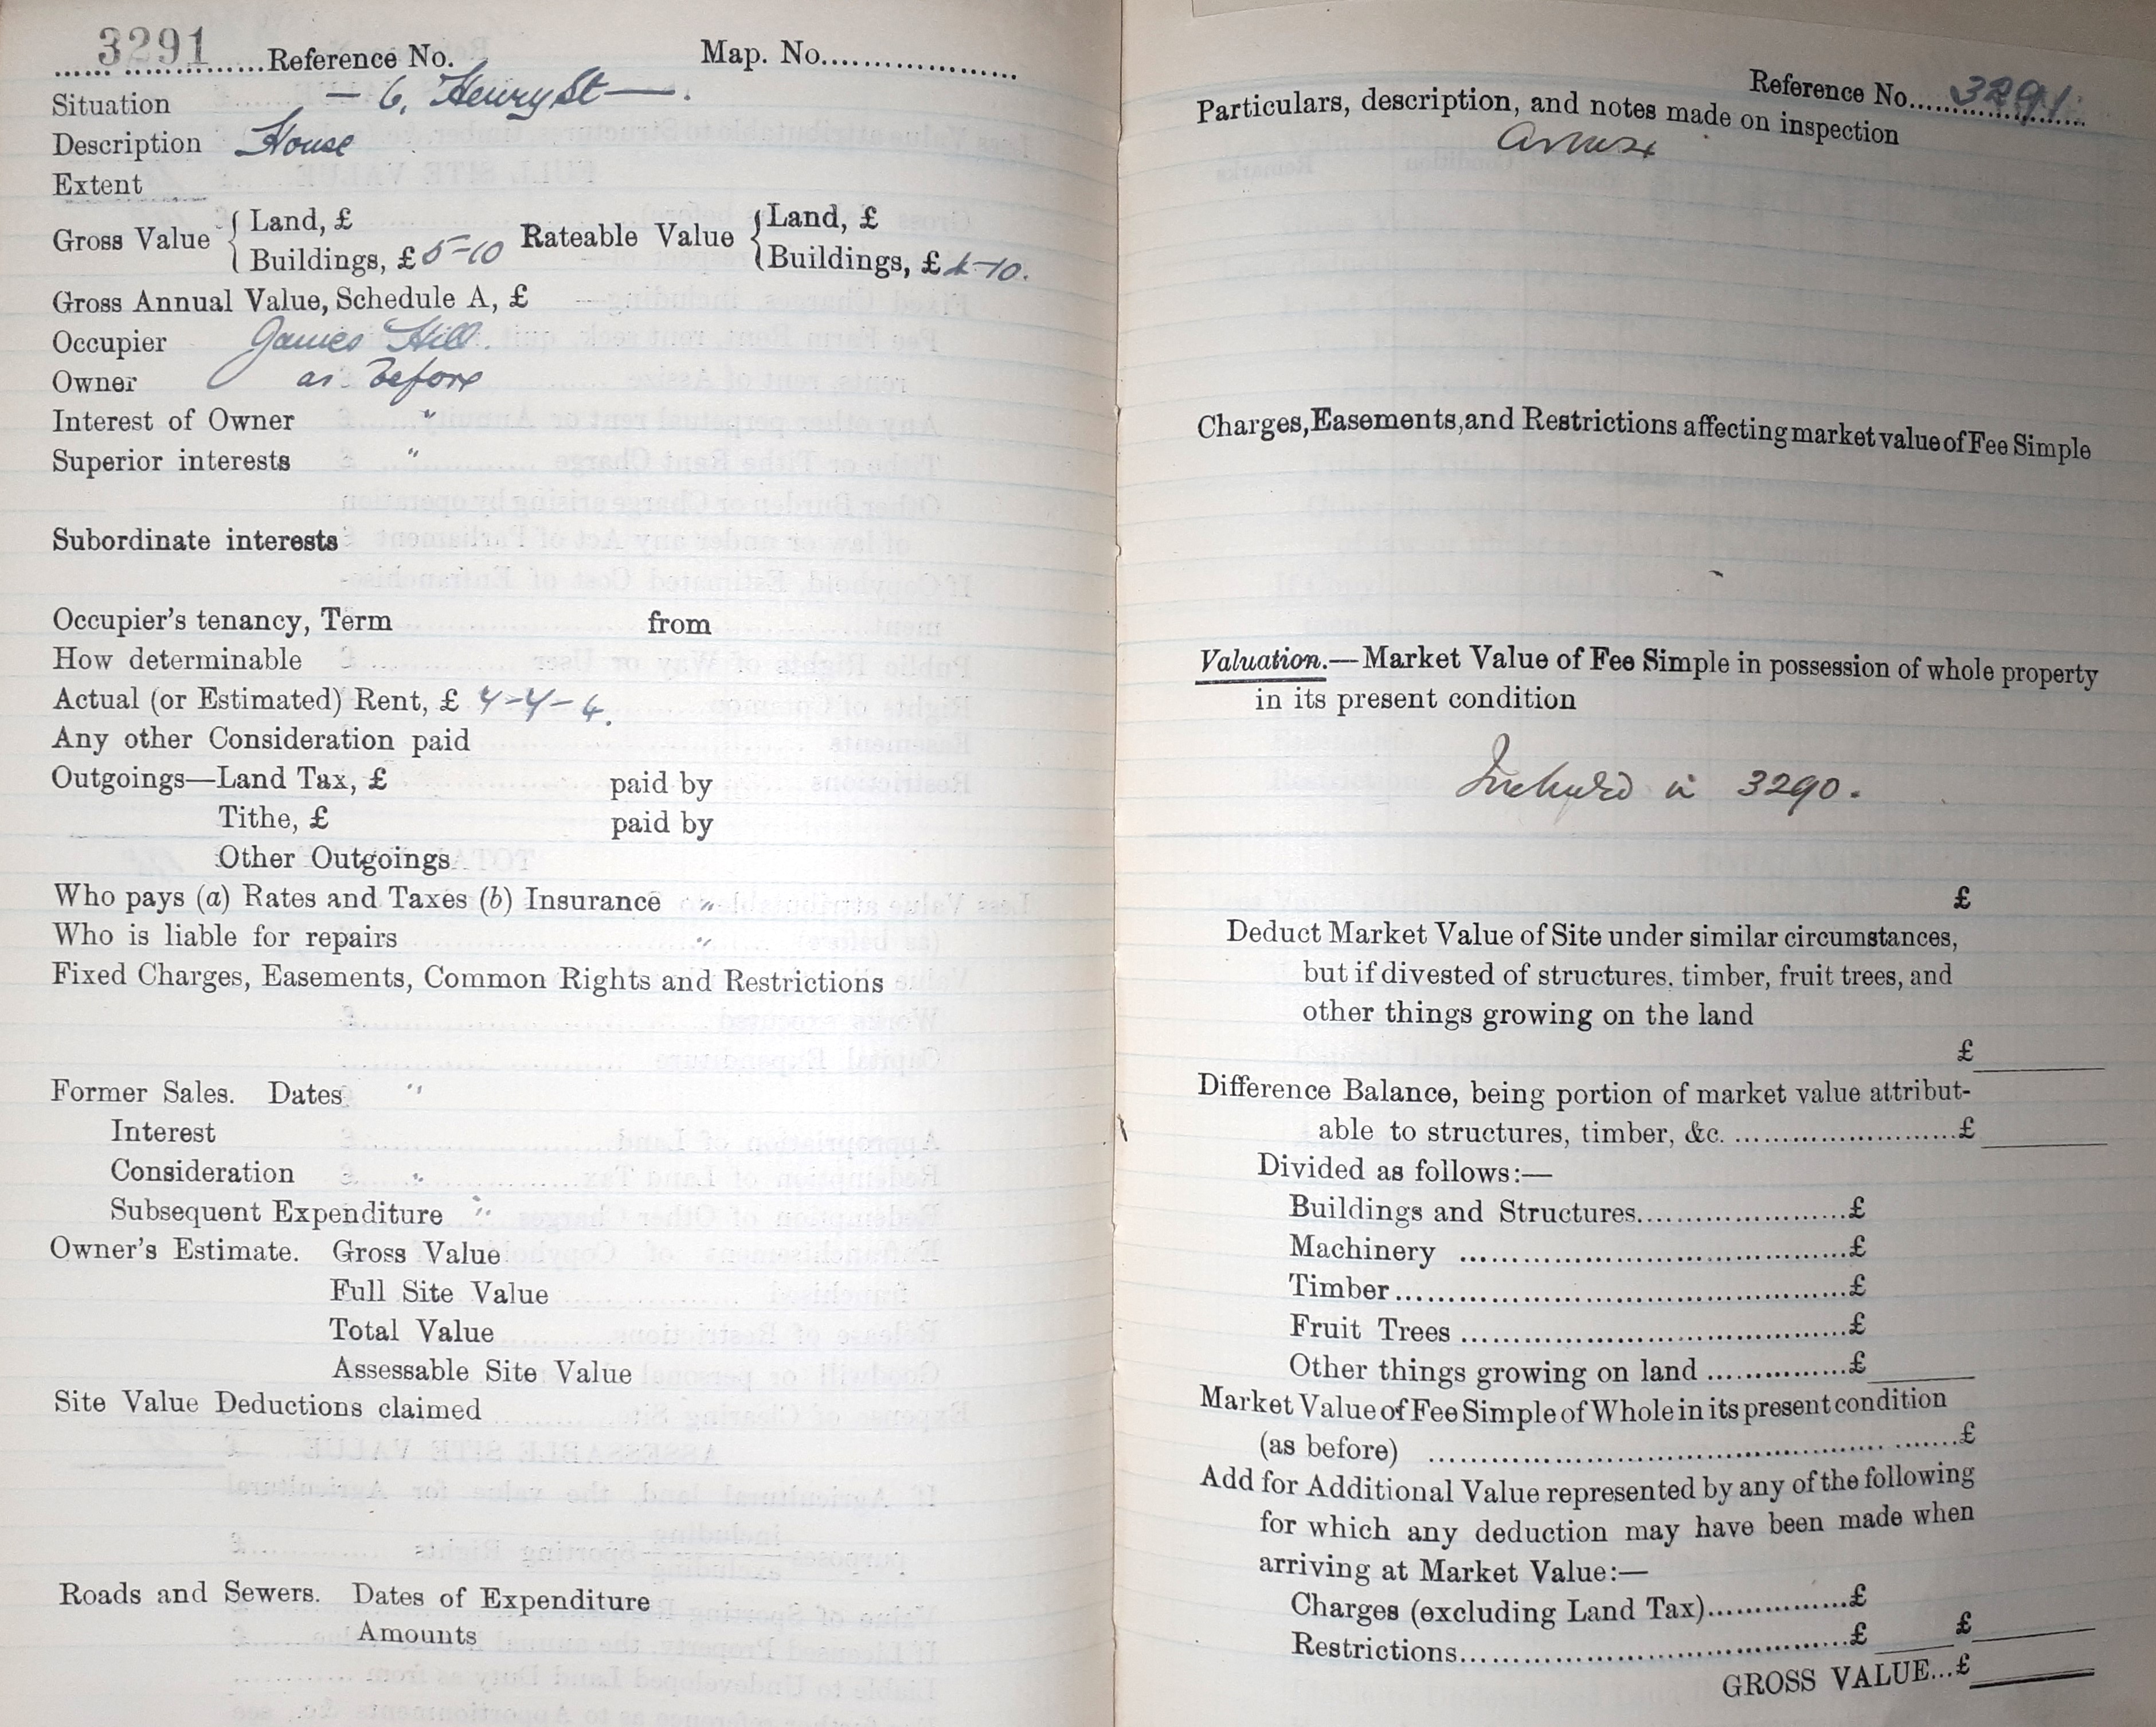 3291 ......Reference No.
Map. No....................
Situation — 6, Henry St —.
Description House
Extent
Gross Value { Land, £
Buildings, £ 5-10
Rateable Value { Land, £
Buildings, £ 4-10.
Gross Annual Value, Schedule A, £
Occupier James Hill.
Owner as before
Interest of Owner "
Superior interests "
Subordinate interests
Occupier's tenancy, Term from
How determinable
Actual (or Estimated) Rent, £ 4-4-
Any other Consideration paid
Outgoings—Land Tax, £ paid by
Tithe, £ paid by
Other Outgoings
Who pays (a) Rates and Taxes (b) Insurance "
Who is liable for repairs "
Fixed Charges, Easements, Common Rights and Restrictions
Former Sales. Dates "
Interest
Consideration "
Subsequent Expenditure "
Owner's Estimate. Gross Value
Full Site Value
Total Value
Assessable Site Value
Site Value Deductions claimed
Roads and Sewers. Dates of Expenditure
Amounts
Reference No....3291.
Particulars, description, and notes made on inspection
Charges, Easements, and Restrictions affecting market value of Fee Simple
Valuation.—Market Value of Fee Simple in possession of whole property
in its present condition
Included in 3290.
£
Deduct Market Value of Site under similar circumstances,
but if divested of structures. timber, fruit trees, and
other things growing on the land
£
Difference Balance, being portion of market value attribut-
able to structures, timber, &c. ........................£
Divided as follows:—
Buildings and Structures......................£
Machinery ......................................£
Timber.............................................£
Fruit Trees ......................................£
Other things growing on land ...............£
Market Value of Fee Simple of Whole in its present condition
(as before) ..................................................£
Add for Additional Value represented by any of the following
for which any deduction may have been made when
arriving at Market Value:—
Charges (excluding Land Tax)...............£
Restrictions......................................£ £
GROSS VALUE...£